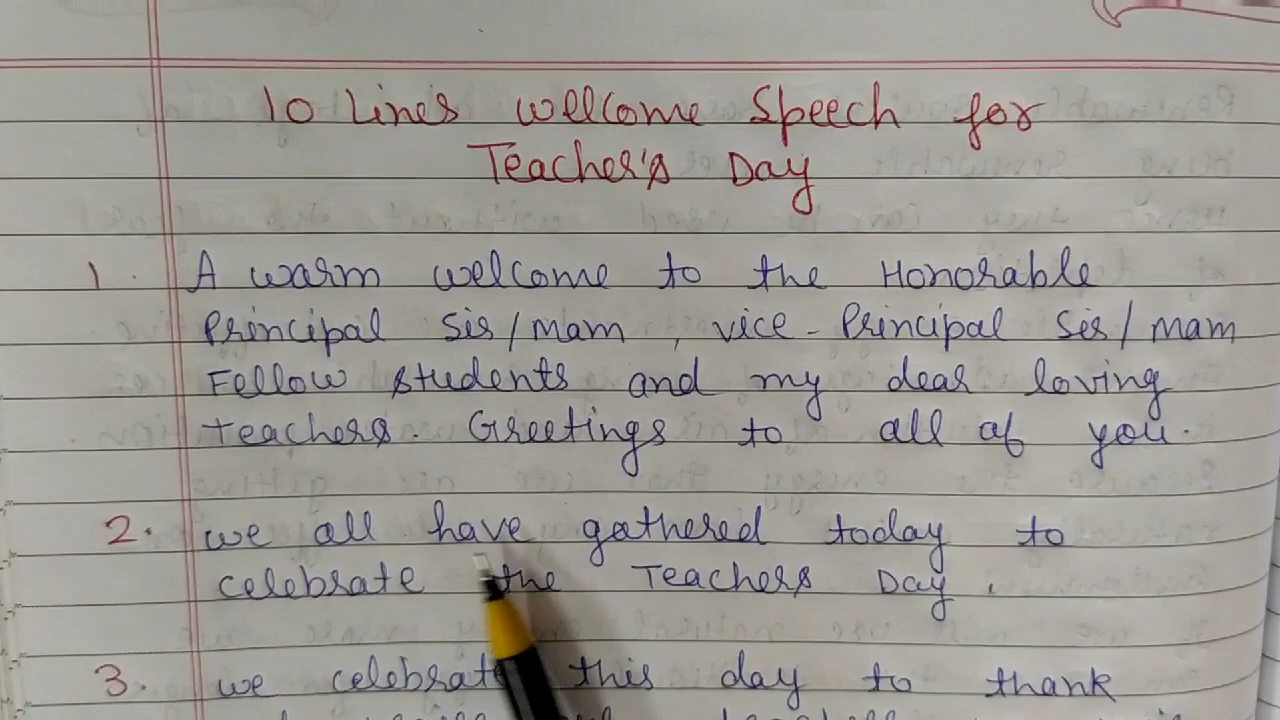 10 Lines Wellcome Speech for
Teacher's Day
1. A warm welcome to the Honorable
Principal Sir/mam, vice-Principal Sir/mam
Fellow students and my dear loving
teachers. Greetings to all of you.
2. we all have gathered today to
celebrate the Teachers Day.
3. we celebrate this day to thank